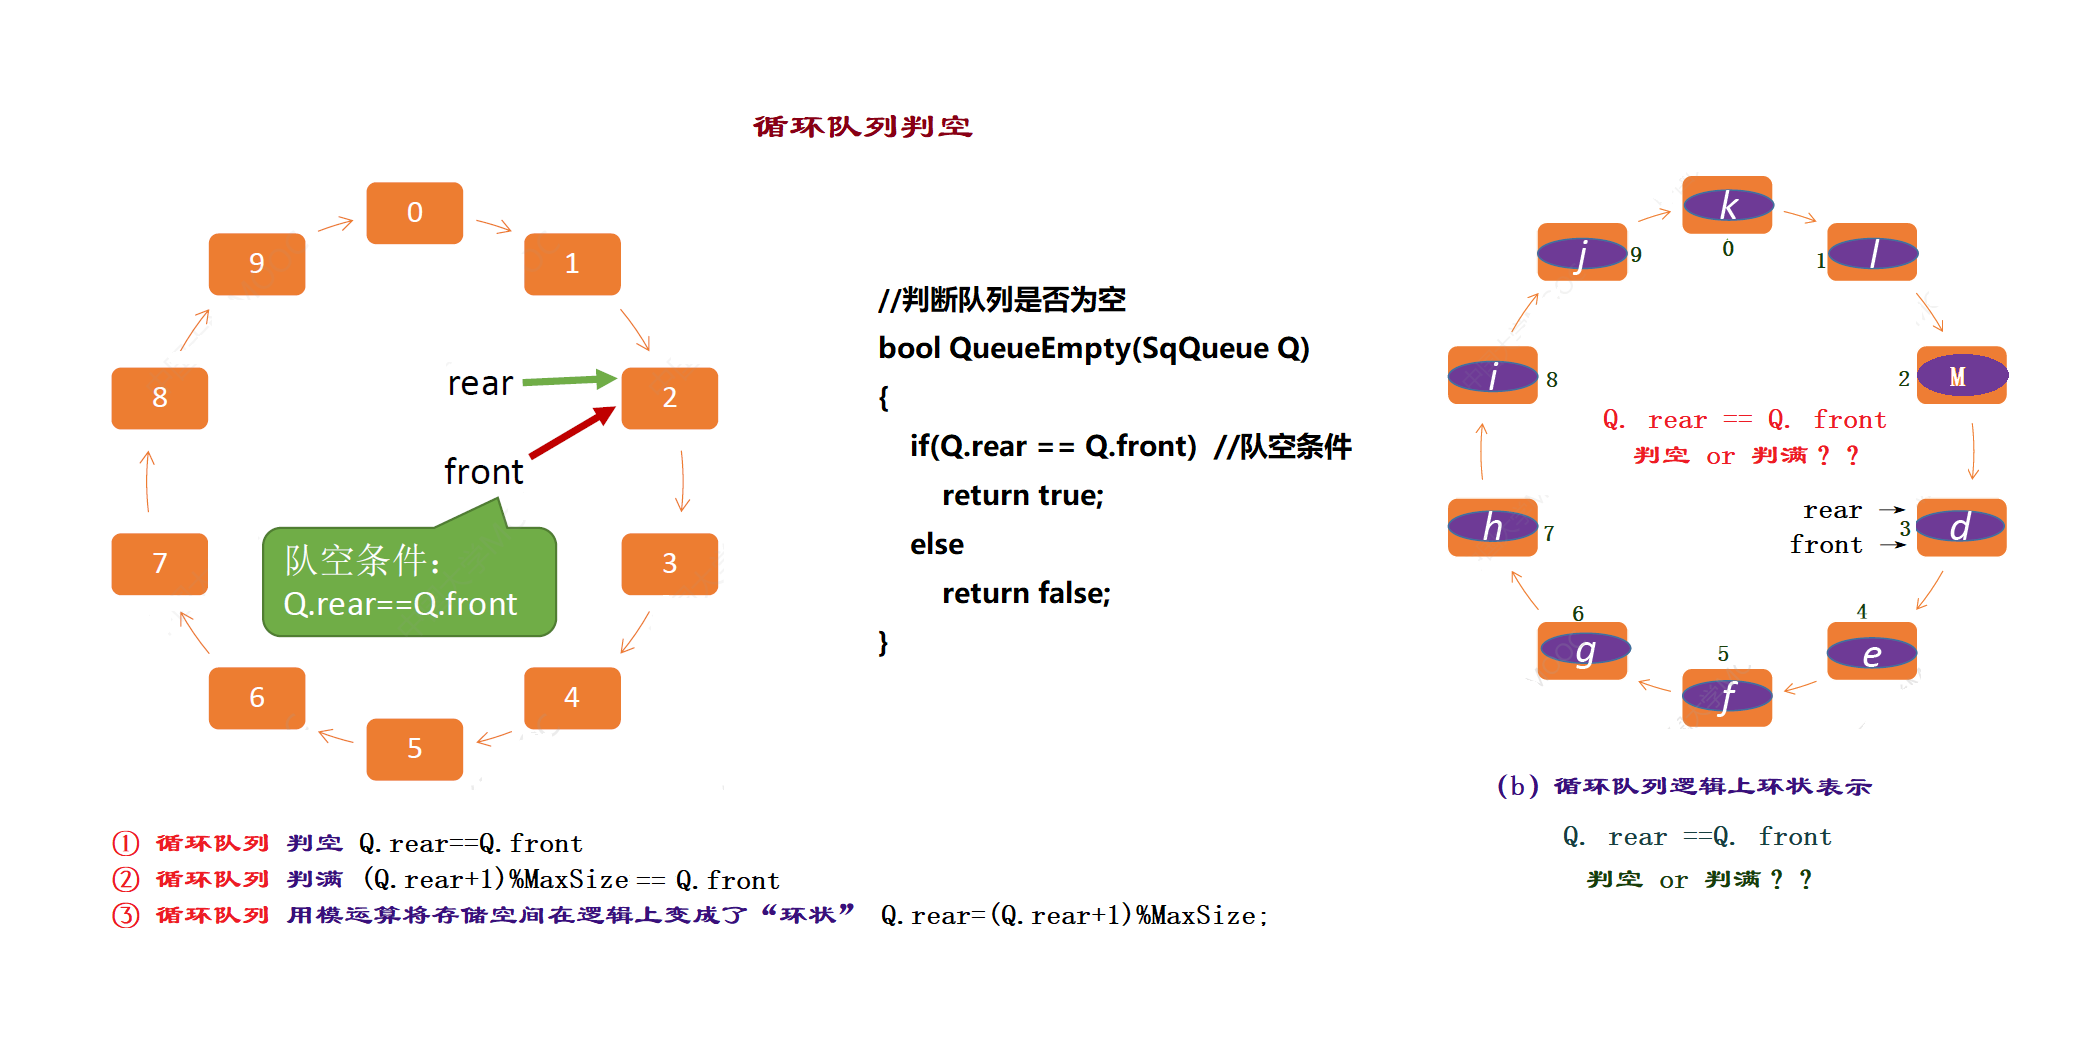 循环队列判空
0
1
2
3
4
5
6
7
8
9
rear
front
队空条件：
Q.rear==Q.front
//判断队列是否为空
bool QueueEmpty(SqQueue Q)
{
if(Q.rear == Q.front)  //队空条件
return true;
else
return false;
}
k
0
l
1
M
2
d
3
e
4
f
5
g
6
h
7
i
8
j
9
Q. rear == Q. front
判空 or 判满？？
rear →
front →
(b) 循环队列逻辑上环状表示
Q. rear ==Q. front
判空 or 判满？？
① 循环队列 判空 Q.rear==Q.front
② 循环队列 判满 (Q.rear+1)%MaxSize == Q.front
③ 循环队列 用模运算将存储空间在逻辑上变成了“环状” Q.rear=(Q.rear+1)%MaxSize;